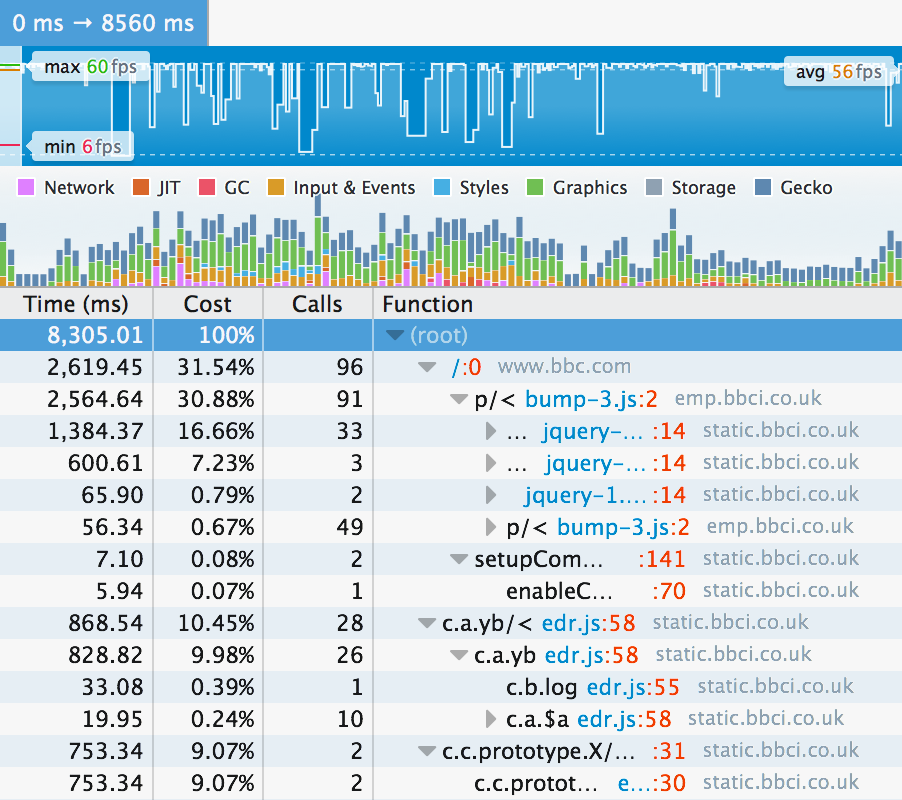 0 ms → 8560 ms
max 60 fps
avg 56 fps
min 6 fps
Network JIT GC Input & Events Styles Graphics Storage Gecko
Time (ms) Cost Calls Function
8,305.01 100% (root)
2,619.45 31.54% 96 /:0 www.bbc.com
2,564.64 30.88% 91 p/< bump-3.js:2 emp.bbci.co.uk
1,384.37 16.66% 33 ... jquery-... :14 static.bbci.co.uk
600.61 7.23% 3 ... jquery-... :14 static.bbci.co.uk
65.90 0.79% 2 jquery-1.... :14 static.bbci.co.uk
56.34 0.67% 49 p/< bump-3.js:2 emp.bbci.co.uk
7.10 0.08% 2 setupCom... :141 static.bbci.co.uk
5.94 0.07% 1 enableC... :70 static.bbci.co.uk
868.54 10.45% 28 c.a.yb/< edr.js:58 static.bbci.co.uk
828.82 9.98% 26 c.a.yb edr.js:58 static.bbci.co.uk
33.08 0.39% 1 c.b.log edr.js:55 static.bbci.co.uk
19.95 0.24% 10 c.a.$a edr.js:58 static.bbci.co.uk
753.34 9.07% 2 c.c.prototype.X/... :31 static.bbci.co.uk
753.34 9.07% 2 c.c.protot... e...:30 static.bbci.co.uk